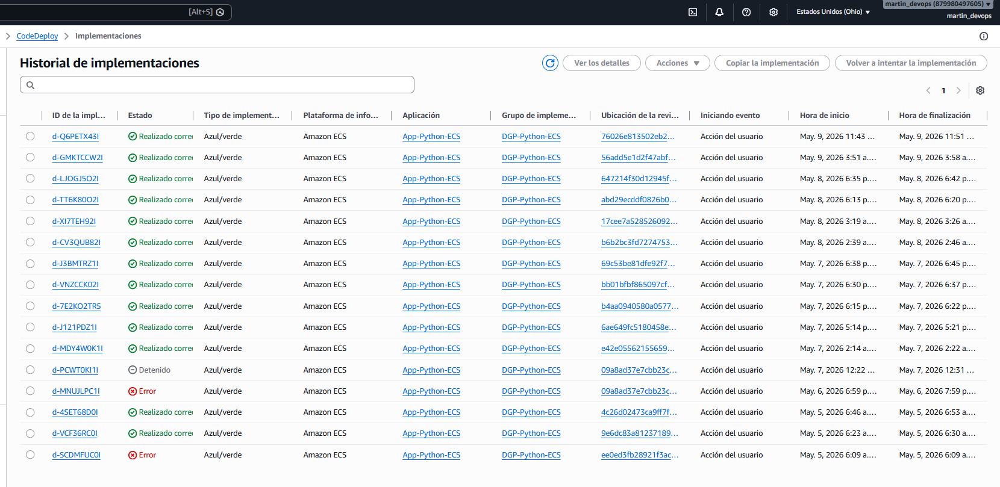 [Alt+S]
Estados Unidos (Ohio)
martin_devops (879980497605)
martin_devops
CodeDeploy
Implementaciones
Historial de implementaciones
Ver los detalles
Acciones
Copiar la implementación
Volver a intentar la implementación
1
ID de la impl... Estado Tipo de implement... Plataforma de info... Aplicación Grupo de impleme... Ubicación de la revi... Iniciando evento Hora de inicio Hora de finalización
d-Q6PETX43I Realizado corre Azul/verde Amazon ECS App-Python-ECS DGP-Python-ECS 76026e813502eb2... Acción del usuario May. 9, 2026 11:43 ... May. 9, 2026 11:51 ...
d-GMKTCCW2I Realizado corre Azul/verde Amazon ECS App-Python-ECS DGP-Python-ECS 56add5e1d2f47abf... Acción del usuario May. 9, 2026 3:51 a.... May. 9, 2026 3:58 a....
d-LJOGJ5O2I Realizado corre Azul/verde Amazon ECS App-Python-ECS DGP-Python-ECS 647214f30d12945f... Acción del usuario May. 8, 2026 6:35 p.... May. 8, 2026 6:42 p....
d-TT6K80O2I Realizado corre Azul/verde Amazon ECS App-Python-ECS DGP-Python-ECS abd29ecddf0826b0... Acción del usuario May. 8, 2026 6:13 p.... May. 8, 2026 6:20 p....
d-XI7TEH92I Realizado corre Azul/verde Amazon ECS App-Python-ECS DGP-Python-ECS 17cee7a528526092... Acción del usuario May. 8, 2026 3:19 a.... May. 8, 2026 3:26 a....
d-CV3QUB82I Realizado corre Azul/verde Amazon ECS App-Python-ECS DGP-Python-ECS b6b2bc3fd7274753... Acción del usuario May. 8, 2026 2:39 a.... May. 8, 2026 2:46 a....
d-J3BMTRZ1I Realizado corre Azul/verde Amazon ECS App-Python-ECS DGP-Python-ECS 69c53be81dfe92f7... Acción del usuario May. 7, 2026 6:38 p.... May. 7, 2026 6:45 p....
d-VNZCCK02I Realizado corre Azul/verde Amazon ECS App-Python-ECS DGP-Python-ECS bb01bfbf865097cf... Acción del usuario May. 7, 2026 6:30 p.... May. 7, 2026 6:37 p....
d-7E2KO2TR5 Realizado corre Azul/verde Amazon ECS App-Python-ECS DGP-Python-ECS b4aa0940580a0577... Acción del usuario May. 7, 2026 6:15 p.... May. 7, 2026 6:22 p....
d-J121PDZ1I Realizado corre Azul/verde Amazon ECS App-Python-ECS DGP-Python-ECS 6ae649fc5180458e... Acción del usuario May. 7, 2026 5:14 p.... May. 7, 2026 5:21 p....
d-MDY4W0K1I Realizado corre Azul/verde Amazon ECS App-Python-ECS DGP-Python-ECS e42e05562155659... Acción del usuario May. 7, 2026 2:14 a.... May. 7, 2026 2:22 a....
d-PCWT0KI1I Detenido Azul/verde Amazon ECS App-Python-ECS DGP-Python-ECS 09a8ad37e7cbb23c... Acción del usuario May. 7, 2026 12:22 ... May. 7, 2026 12:31 ...
d-MNUJLPC1I Error Azul/verde Amazon ECS App-Python-ECS DGP-Python-ECS 09a8ad37e7cbb23c... Acción del usuario May. 6, 2026 6:59 p.... May. 6, 2026 7:59 p....
d-4SET68D0I Realizado corre Azul/verde Amazon ECS App-Python-ECS DGP-Python-ECS 4c26d02473ca9ff7f... Acción del usuario May. 5, 2026 6:46 a.... May. 5, 2026 6:53 a....
d-VCF36RC0I Realizado corre Azul/verde Amazon ECS App-Python-ECS DGP-Python-ECS 9e6dc83a81237189... Acción del usuario May. 5, 2026 6:23 a.... May. 5, 2026 6:30 a....
d-SCDMFUC0I Error Azul/verde Amazon ECS App-Python-ECS DGP-Python-ECS ee0ed3fb28921f3ac... Acción del usuario May. 5, 2026 6:09 a.... May. 5, 2026 6:09 a....